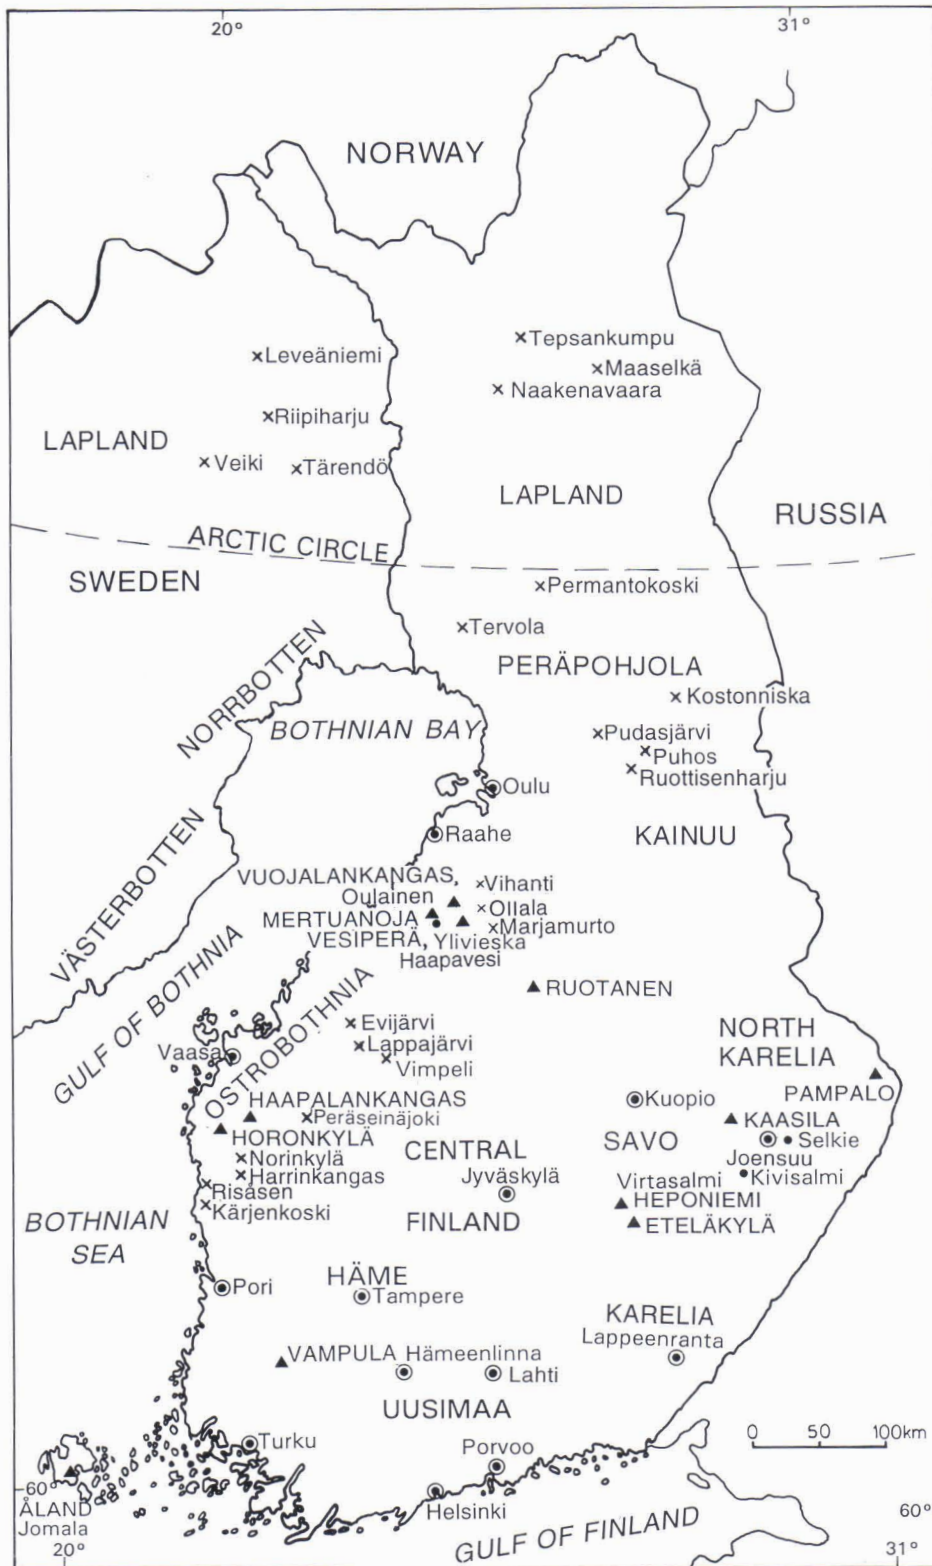 20°
31°
NORWAY
Tepsankumpu
Leveäniemi
Maaselkä
Naakenavaara
Riipiharju
LAPLAND
Veiki
Tärendö
LAPLAND
RUSSIA
ARCTIC CIRCLE
SWEDEN
Permantokoski
Tervola
NORRBOTTEN
PERÄPOHJOLA
Kostonniska
BOTHNIAN BAY
Pudasjärvi
Puhos
Ruottisenharju
Oulu
Raahe
KAINUU
VÄSTERBOTTEN
VUOJALANKANGAS,
Oulainen
Vihanti
Ollala
MERTUANOJA
Marjamurto
VESIPERÄ, Ylivieska
Haapavesi
GULF OF BOTHNIA
RUOTANEN
OSTROBOTHNIA
Evijärvi
NORTH
KARELIA
Lappajärvi
Vaasa
Vimpeli
PAMPALO
HAAPALANKANGAS
Kuopio
Peräseinäjoki
KAASILA
HORONKYLÄ
SAVO
Selkie
CENTRAL
Norinkylä
Joensuu
Harrinkangas
Jyväskylä
Virtasalmi
Kivisalmi
Risåsen
HEPONIEMI
Kärjenkoski
FINLAND
ETELÄKYLÄ
BOTHNIAN
SEA
HÄME
Pori
Tampere
KARELIA
Lappeenranta
VAMPULA
Hämeenlinna
Lahti
UUSIMAA
Turku
0 50 100km
Porvoo
60°
ÅLAND
Jomala
Helsinki
GULF OF FINLAND
60°
20°
31°